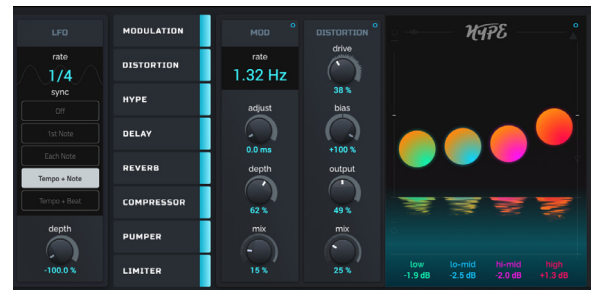 LFO
rate
1/4
sync
Off
1st Note
Each Note
Tempo + Note
Tempo + Beat
depth
-100.0 %
MODULATION
DISTORTION
HYPE
DELAY
REVERB
COMPRESSOR
PUMPER
LIMITER
MOD
rate
1.32 Hz
adjust
0.0 ms
depth
62 %
mix
15 %
DISTORTION
drive
38 %
bias
+100 %
output
49 %
mix
25 %
HYPE
low
-1.9 dB
lo-mid
-2.5 dB
hi-mid
-2.0 dB
high
+1.3 dB